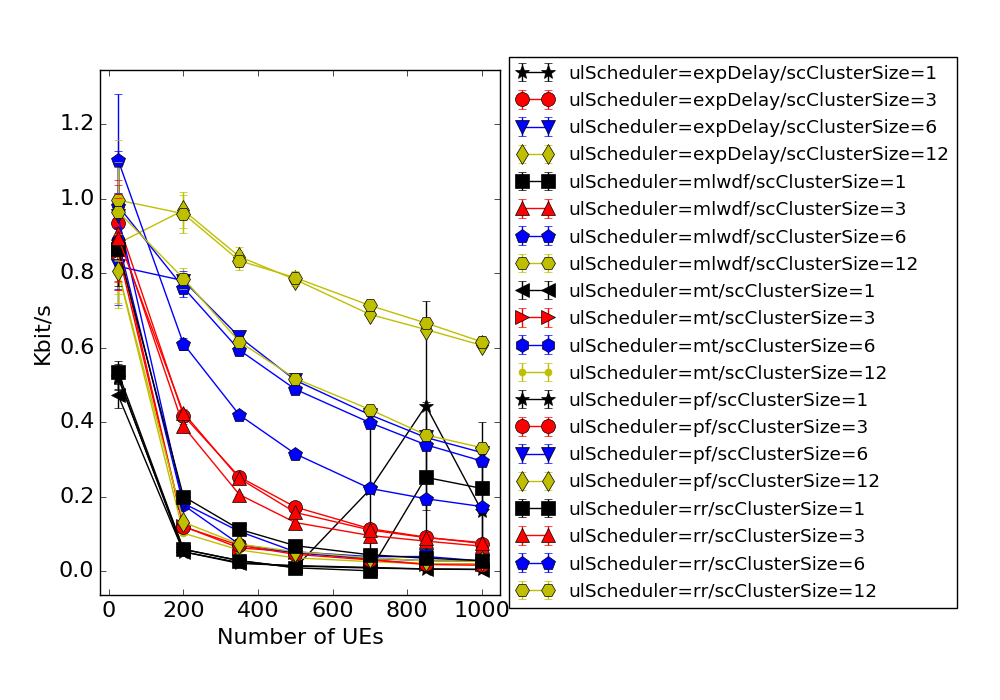 1.2
1.0
0.8
0.6
0.4
0.2
0.0
Kbit/s
0 200 400 600 800 1000
Number of UEs
ulScheduler=expDelay/scClusterSize=1
ulScheduler=expDelay/scClusterSize=3
ulScheduler=expDelay/scClusterSize=6
ulScheduler=expDelay/scClusterSize=12
ulScheduler=mlwdf/scClusterSize=1
ulScheduler=mlwdf/scClusterSize=3
ulScheduler=mlwdf/scClusterSize=6
ulScheduler=mlwdf/scClusterSize=12
ulScheduler=mt/scClusterSize=1
ulScheduler=mt/scClusterSize=3
ulScheduler=mt/scClusterSize=6
ulScheduler=mt/scClusterSize=12
ulScheduler=pf/scClusterSize=1
ulScheduler=pf/scClusterSize=3
ulScheduler=pf/scClusterSize=6
ulScheduler=pf/scClusterSize=12
ulScheduler=rr/scClusterSize=1
ulScheduler=rr/scClusterSize=3
ulScheduler=rr/scClusterSize=6
ulScheduler=rr/scClusterSize=12